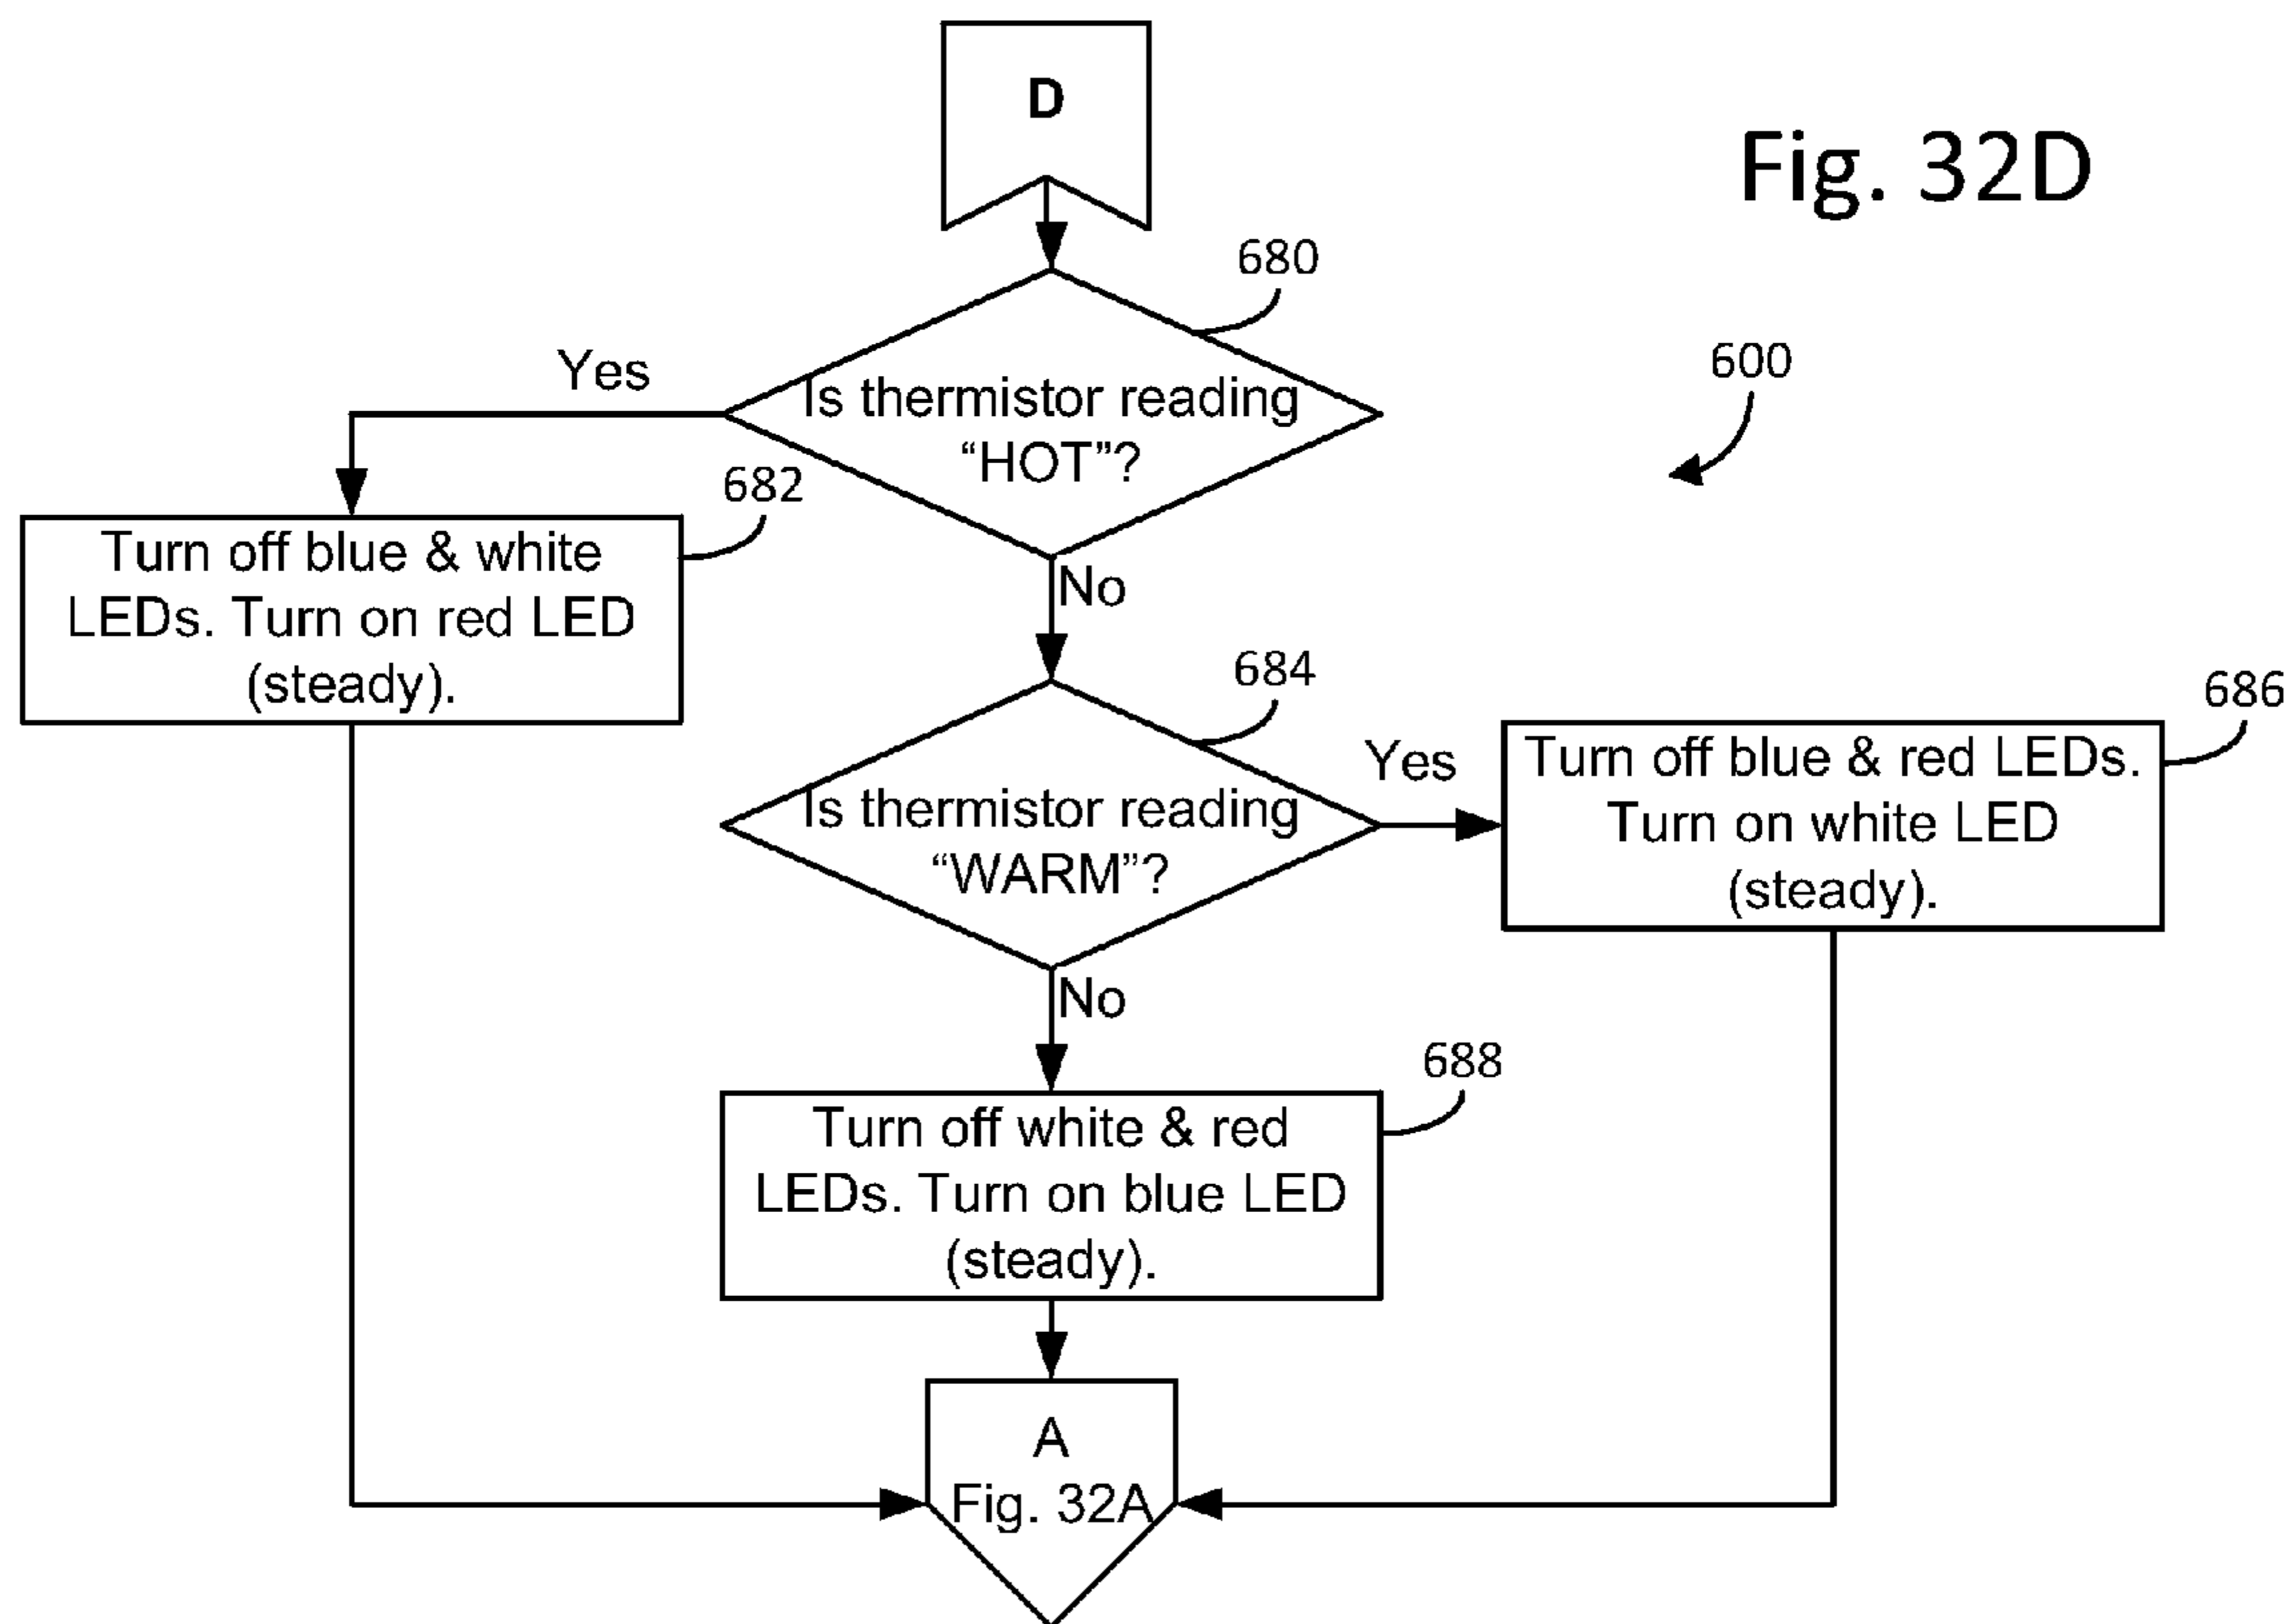 D
Fig. 32D
680
600
Yes
Is thermistor reading
“HOT”?
682
Turn off blue & white
LEDs. Turn on red LED
(steady).
No
684
686
Yes
Is thermistor reading
“WARM”?
Turn off blue & red LEDs.
Turn on white LED
(steady).
No
688
Turn off white & red
LEDs. Turn on blue LED
(steady).
A
Fig. 32A